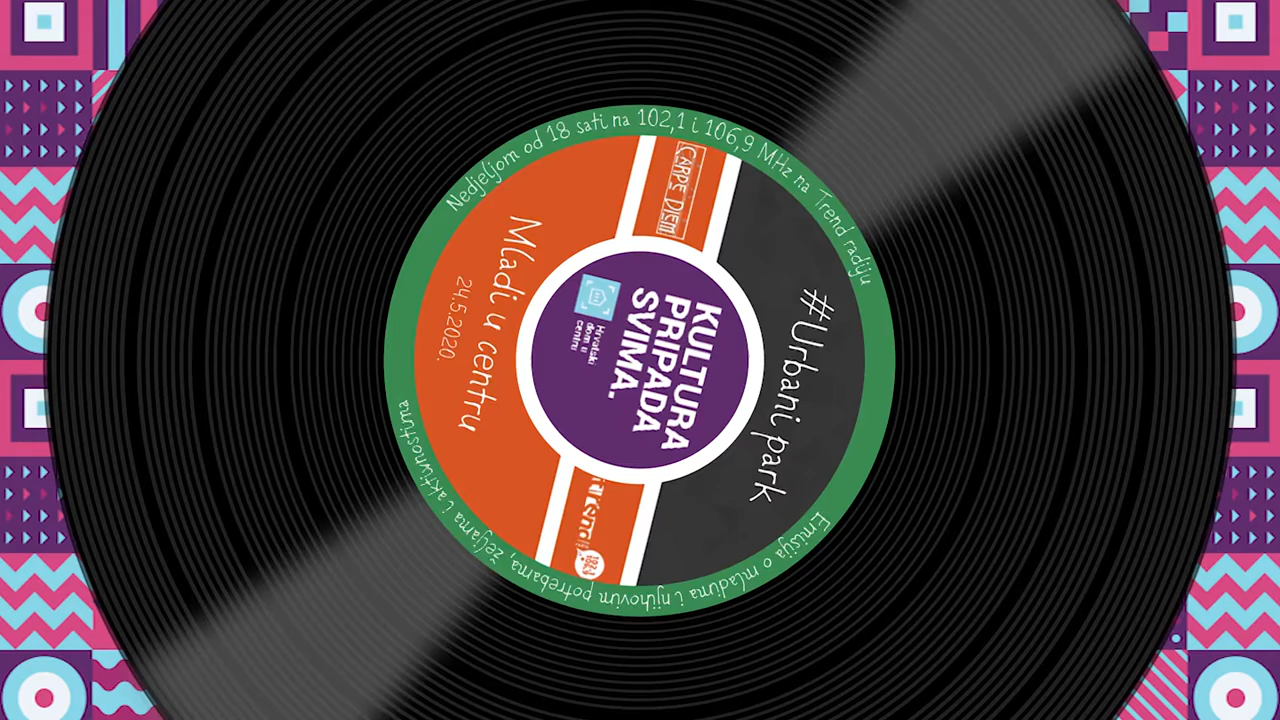 Nedjeljom od 18 sati na 102,1 i 106,9 MHz na Trend radiju
#Urbani park
CARPE DIEM
KULTURA
PRIPADA
SVIMA.
Hrvatski
dom u
centru
Mladi u centru
24.5.2020.
Emisija o mladima i njihovim potrebama, željama i aktivnostima